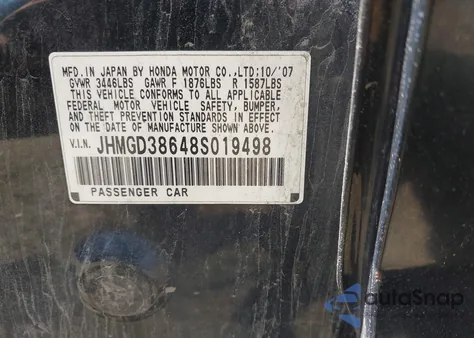 MFD.IN JAPAN BY HONDA MOTOR CO.,LTD:10/'07
GVWR 3446LBS GAWR F 1876LBS R 1587LBS
THIS VEHICLE CONFORMS TO ALL APPLICABLE
FEDERAL MOTOR VEHICLE SAFETY, BUMPER,
AND THEFT PREVENTION STANDARDS IN EFFECT
ON THE DATE OF MANUFACTURE SHOWN ABOVE.
V.I.N. JHMGD38648S019498
PASSENGER CAR
autoSnap